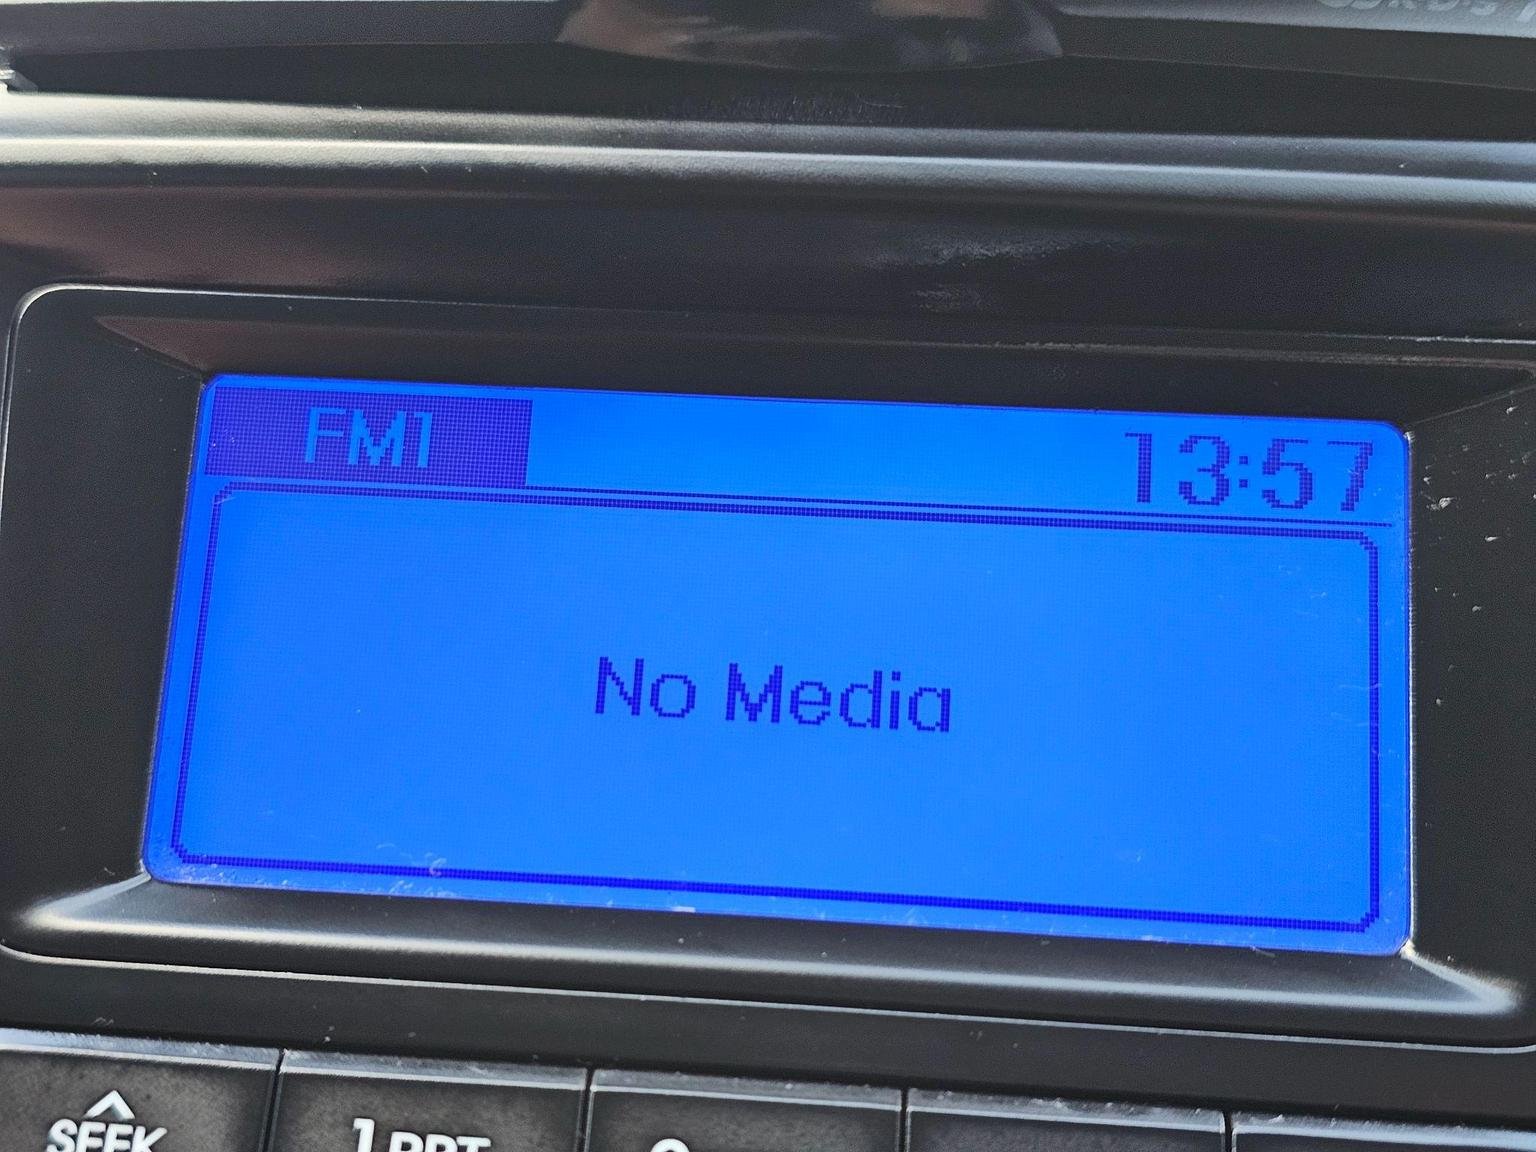 FM1
13:57
No Media
SEEK
1 RPT